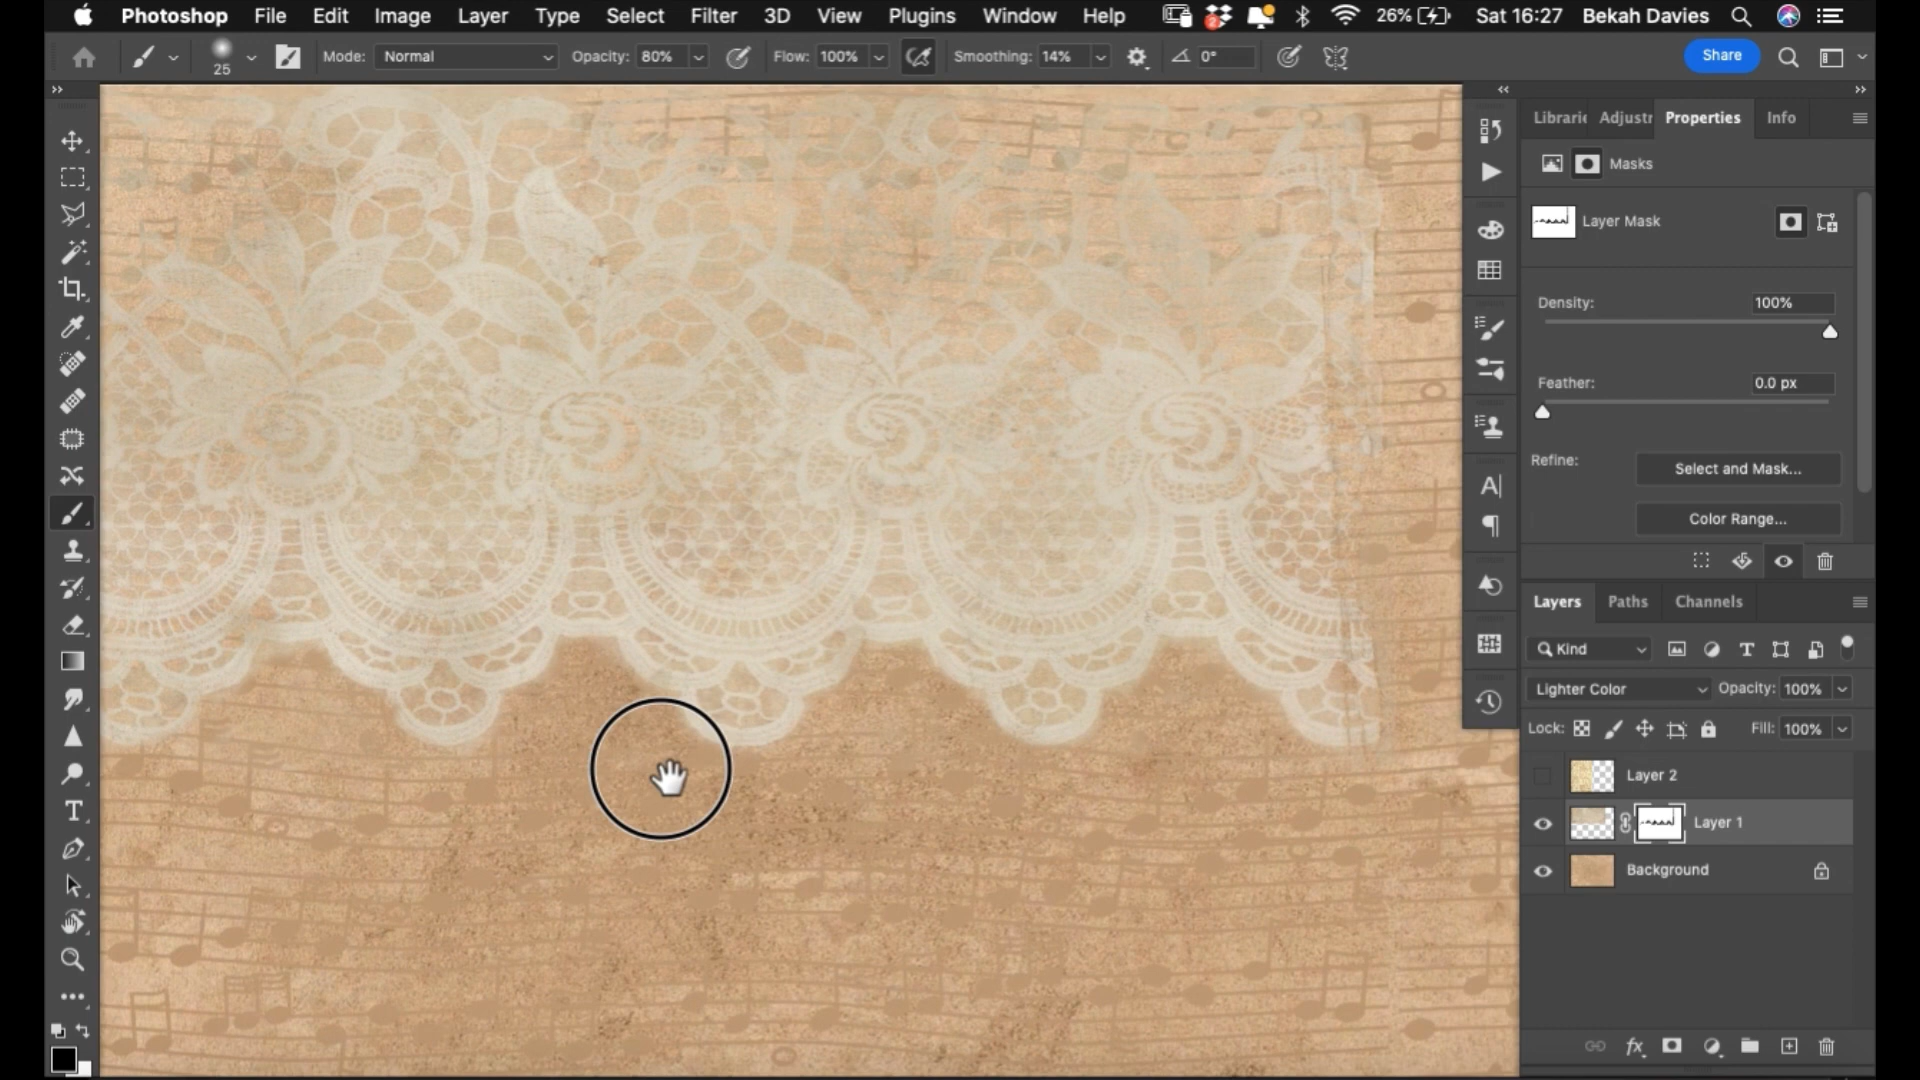 Photoshop File Edit Image Layer Type Select Filter 3D View Plugins Window Help 2 26% Sat 16:27 Bekah Davies
25 Mode: Normal Opacity: 80% Flow: 100% Smoothing: 14% 0° Share
Librarie Adjustr Properties Info
Masks
Layer Mask
Density: 100%
Feather: 0.0 px
Refine: Select and Mask...
Color Range...
Layers Paths Channels
Kind
Lighter Color Opacity: 100%
Lock: Fill: 100%
Layer 2
Layer 1
Background